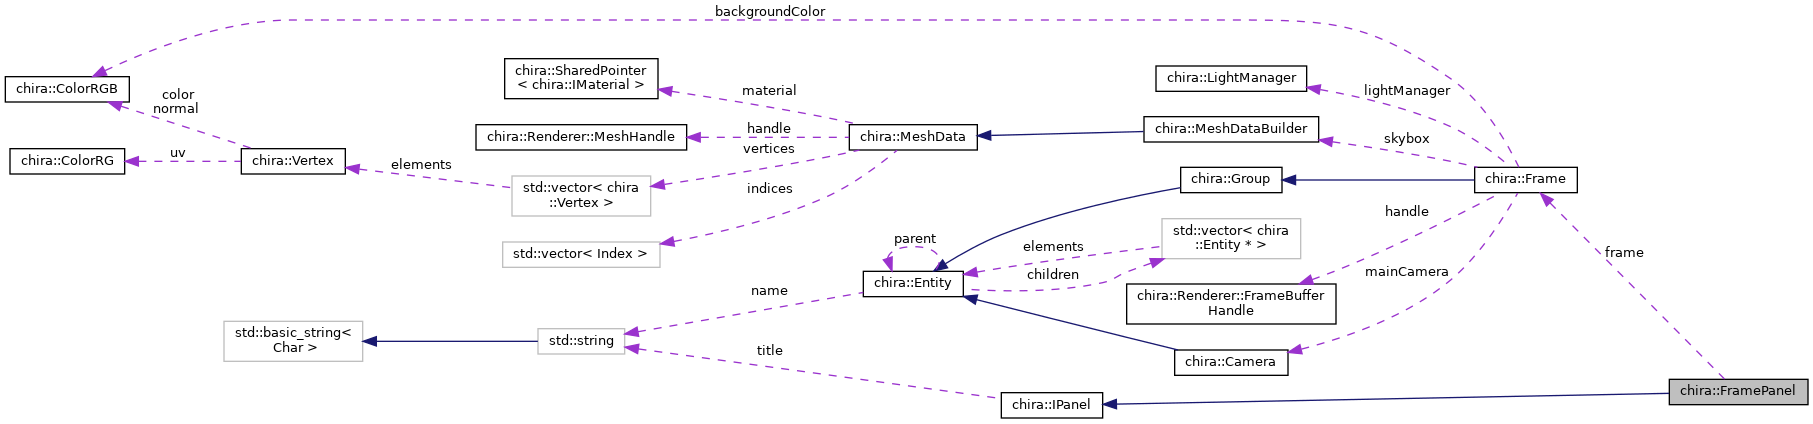 backgroundColor
chira::ColorRGB
color
normal
chira::SharedPointer
< chira::IMaterial >
material
chira::LightManager
lightManager
chira::Renderer::MeshHandle
handle
chira::MeshData
chira::MeshDataBuilder
skybox
chira::ColorRG
uv
chira::Vertex
elements
vertices
std::vector< chira
::Vertex >
indices
chira::Group
chira::Frame
std::vector< Index >
parent
elements
children
std::vector< chira
::Entity * >
handle
frame
name
chira::Entity
mainCamera
chira::Renderer::FrameBuffer
Handle
std::basic_string<
Char >
std::string
title
chira::Camera
chira::IPanel
chira::FramePanel